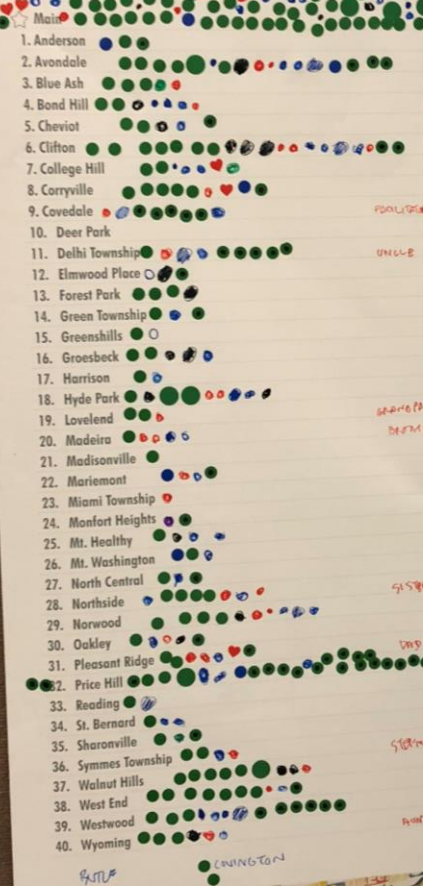 Main
1. Anderson
2. Avondale
3. Blue Ash
4. Bond Hill
5. Cheviot
6. Clifton
7. College Hill
8. Corryville
9. Covedale
10. Deer Park
11. Delhi Township
UNCLE
12. Elmwood Place
13. Forest Park
14. Green Township
15. Greenhills
16. Groesbeck
17. Harrison
18. Hyde Park
19. Lovelend
20. Madeira
21. Madisonville
22. Mariemont
23. Miami Township
24. Monfort Heights
25. Mt. Healthy
26. Mt. Washington
27. North Central
28. Northside
29. Norwood
30. Oakley
DAD
31. Pleasant Ridge
32. Price Hill
33. Reading
34. St. Bernard
35. Sharonville
36. Symmes Township
37. Walnut Hills
38. West End
39. Westwood
40. Wyoming
COVINGTON